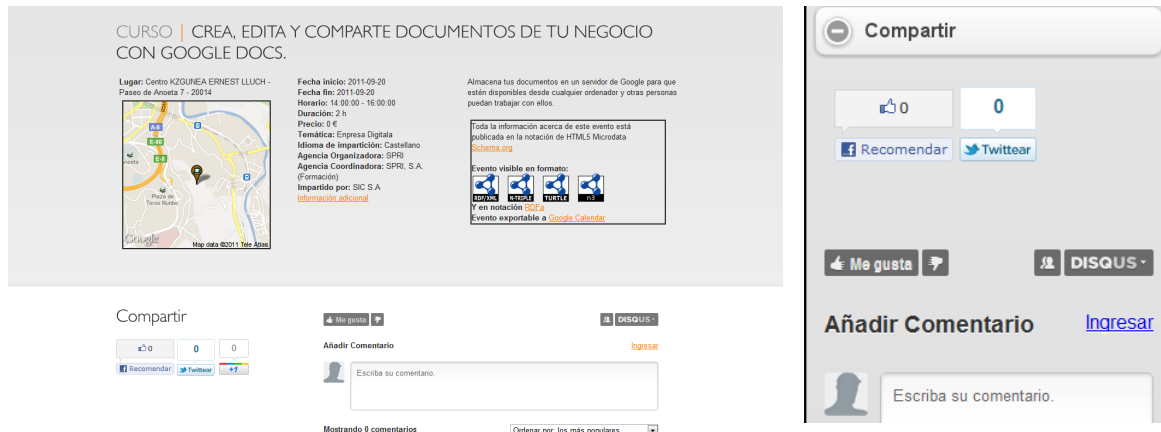 CURSO | CREA, EDITA Y COMPARTE DOCUMENTOS DE TU NEGOCIO
CON GOOGLE DOCS.
Lugar: Centro KZGUNEA ERNEST LLUCH -
Paseo de Anoeta 7 - 20014
A-8
E-80
E-5
Plaza de
Toros Illunbe
Google
Map data ©2011 Tele Atlas
Fecha inicio: 2011-09-20
Fecha fin: 2011-09-20
Horario: 14:00:00 - 16:00:00
Duración: 2 h
Precio: 0 €
Temática: Enpresa Digitala
Idioma de impartición: Castellano
Agencia Organizadora: SPRI
Agencia Coordinadora: SPRI, S.A.
(Formación)
Impartido por: SIC S.A
Información adicional
Almacena tus documentos en un servidor de Google para que
estén disponibles desde cualquier ordenador y otras personas
puedan trabajar con ellos.
Toda la información acerca de este evento está
publicada en la notación de HTML5 Microdata
Schema.org
Evento visible en formato:
RDF/XML N-TRIPLE TURTLE n3
Y en notación RDFa
Evento exportable a Google Calendar
Compartir
0 0 0
Recomendar Twittear +1
Me gusta DISQUS
Añadir Comentario Ingresar
Escriba su comentario.
Mostrando 0 comentarios Ordenar por: los más populares
Compartir
0 0
Recomendar Twittear
Me gusta DISQUS
Añadir Comentario Ingresar
Escriba su comentario.